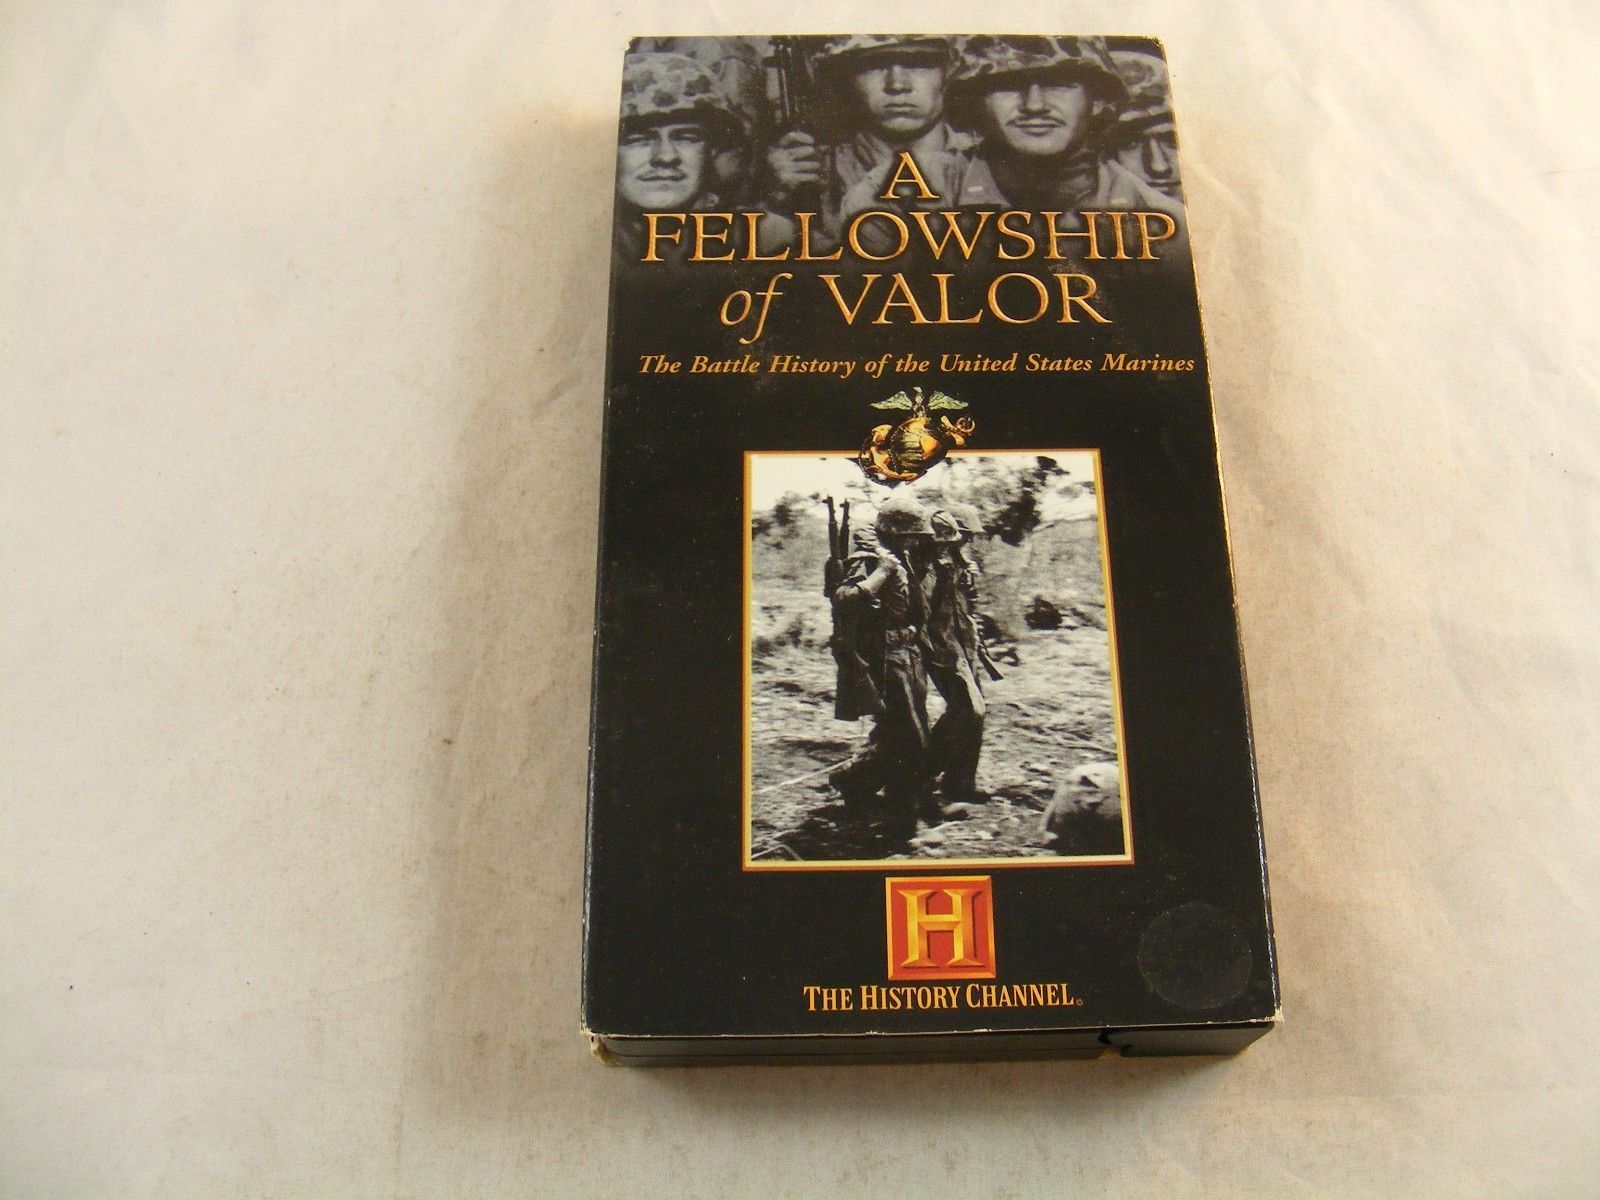 A
FELLOWSHIP
of VALOR
The Battle History of the United States Marines
H
THE HISTORY CHANNEL